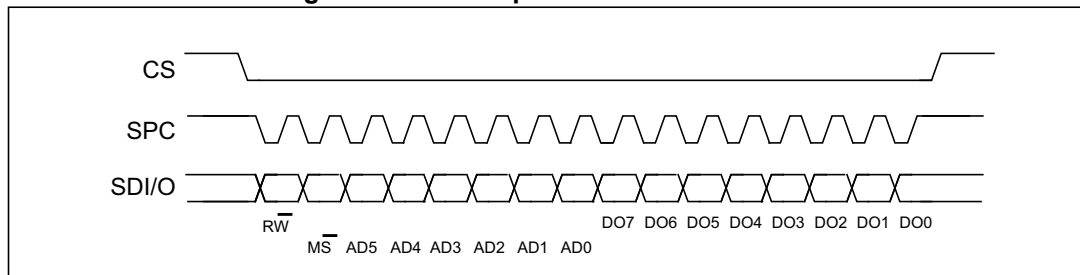 CS
SPC
SDI/O
RW̅
DO7 DO6 DO5 DO4 DO3 DO2 DO1 DO0
MS̅ AD5 AD4 AD3 AD2 AD1 AD0